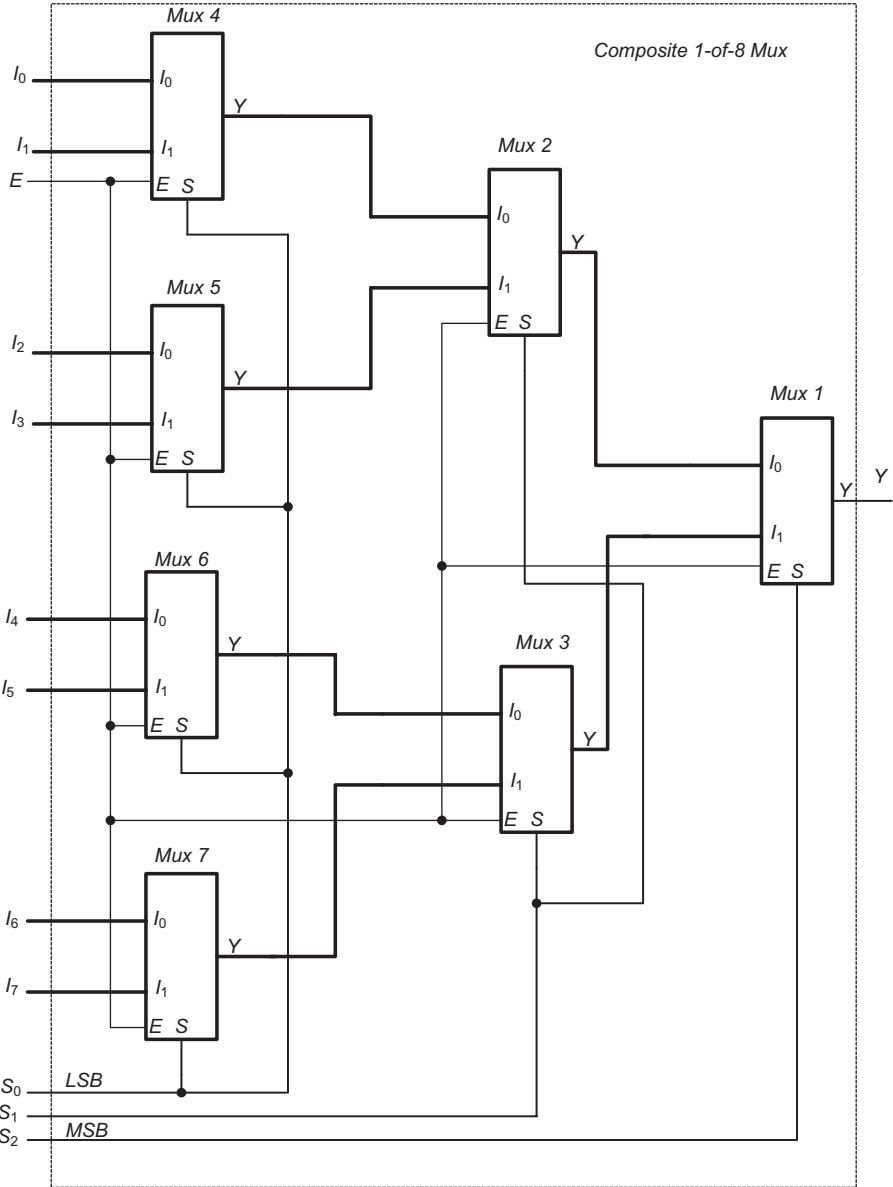 Mux 4
Composite 1-of-8 Mux
I₀
I₀
Y
I₁
I₁
E
E S
Mux 2
I₀
Y
I₁
E S
Mux 5
I₂
I₀
Y
I₃
I₁
E S
Mux 1
I₀
Y
Y
I₁
E S
Mux 6
I₄
I₀
Y
I₅
I₁
E S
Mux 3
I₀
Y
I₁
E S
Mux 7
I₆
I₀
Y
I₇
I₁
E S
S₀ LSB
S₁
S₂ MSB